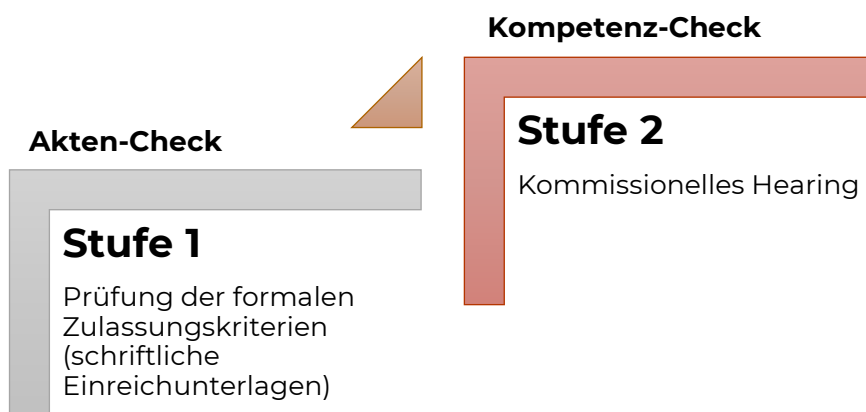 Akten-Check
Stufe 1
Prüfung der formalen
Zulassungskriterien
(schriftliche
Einreichunterlagen)
Kompetenz-Check
Stufe 2
Kommissionelles Hearing